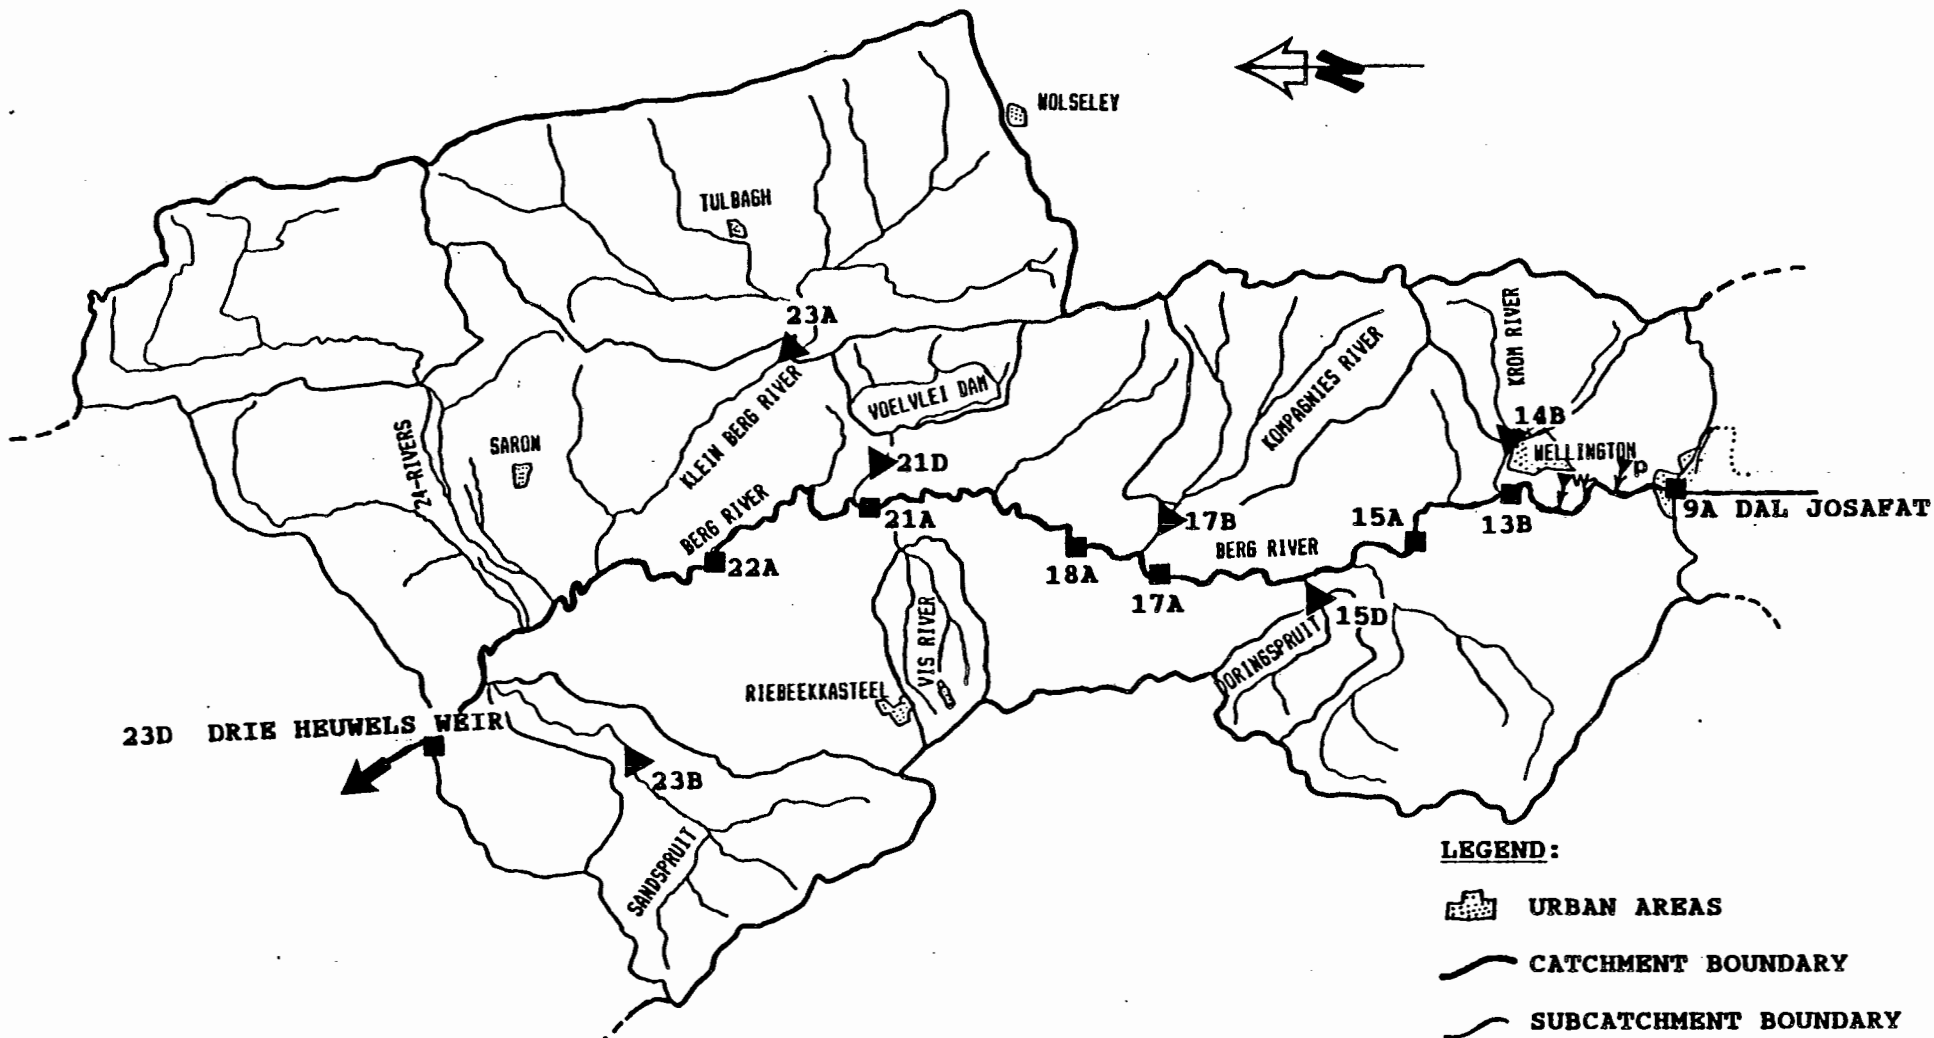 N
WOLSELEY
TULBAGH
23A
KROM RIVER
KOMPAGNIES RIVER
VOELVLEI DAM
KLEIN BERG RIVER
14B
WELLINGTON
24-RIVERS
SARON
21D
P
W
9A DAL JOSAFAT
BERG RIVER
21A
17B
15A
13B
22A
18A
BERG RIVER
17A
15D
VIS RIVER
DORINGSPRUIT
RIEBEEKKASTEEL
23D DRIE HEUWELS WEIR
23B
SANDSPRUIT
LEGEND:
URBAN AREAS
CATCHMENT BOUNDARY
SUBCATCHMENT BOUNDARY